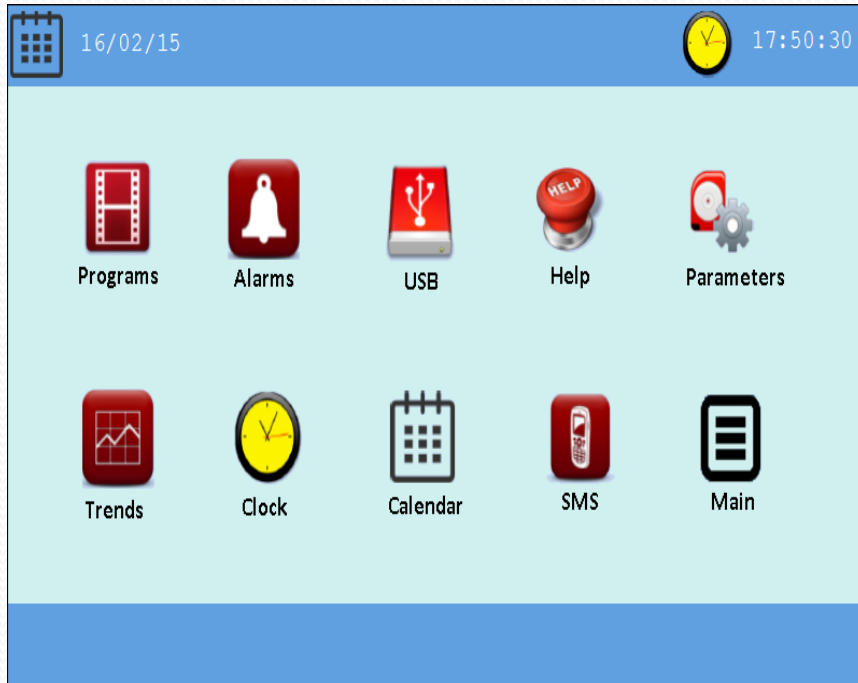 16/02/15 17:50:30
HELP
Programs Alarms USB Help Parameters
Trends Clock Calendar SMS Main